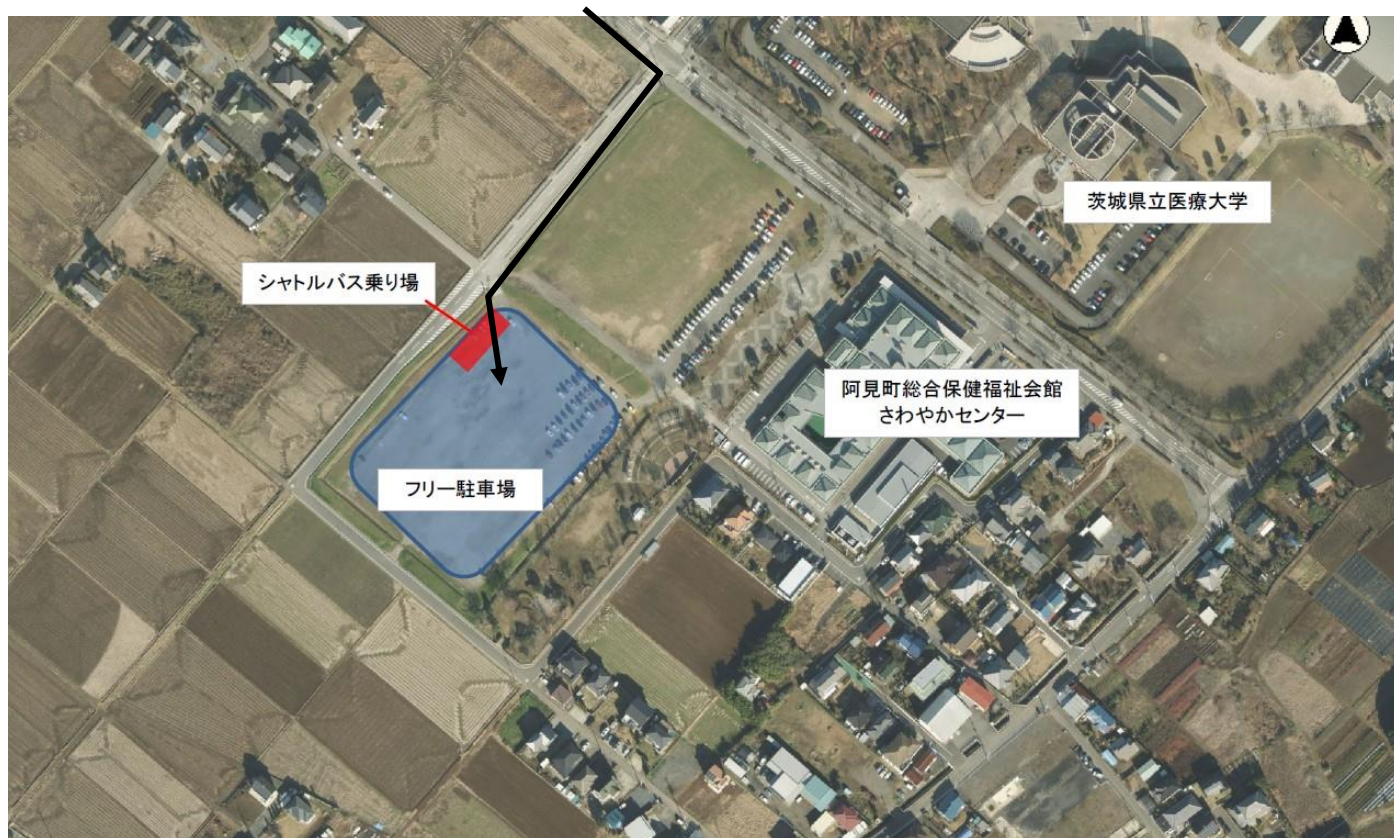 茨城県立医療大学
シャトルバス乗り場
阿見町総合保健福祉会館
さわやかセンター
フリー駐車場